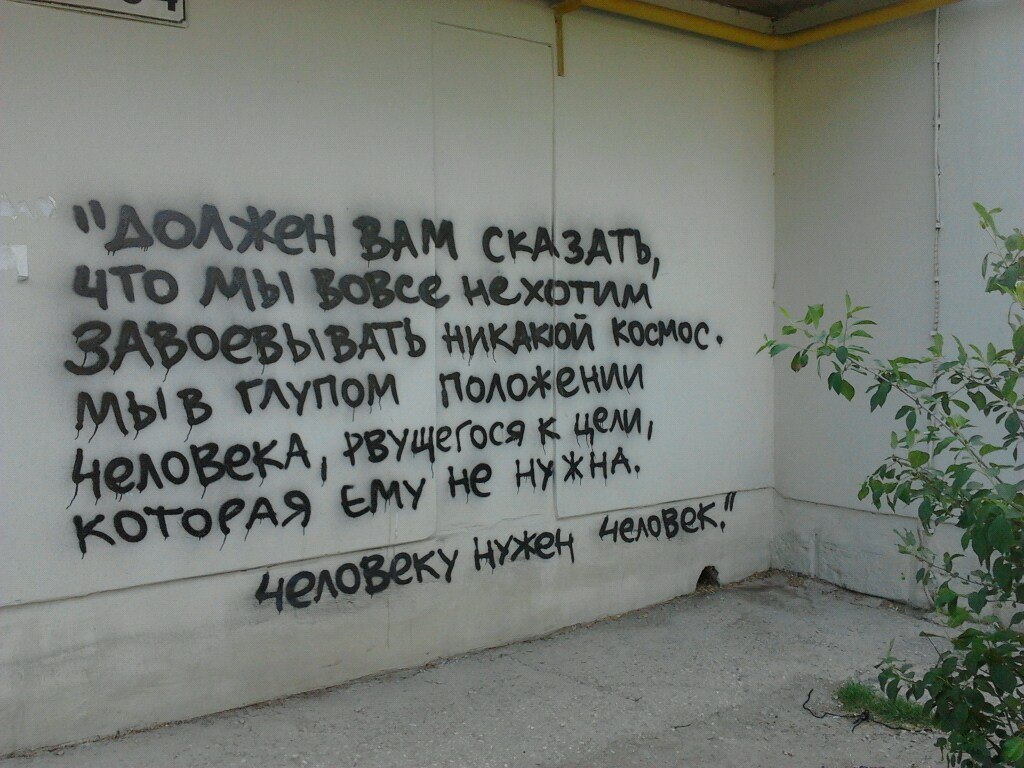 "ДОЛЖЕН ВАМ СКАЗАТЬ,
ЧТО МЫ ВОВСЕ НЕ ХОТИМ
ЗАВОЕВЫВАТЬ НИКАКОЙ КОСМОС.
МЫ В ГЛУПОМ ПОЛОЖЕНИИ
ЧЕЛОВЕКА, РВУЩЕГОСЯ К ЦЕЛИ,
КОТОРАЯ ЕМУ НЕ НУЖНА.
ЧЕЛОВЕКУ НУЖЕН ЧЕЛОВЕК."